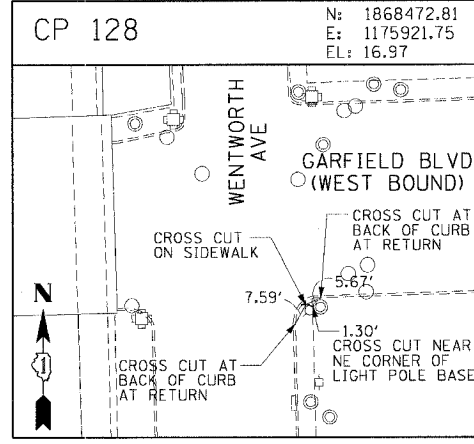 CP 128
N: 1868472.81
E: 1175921.75
EL: 16.97
WENTWORTH
AVE
GARFIELD BLVD
(WEST BOUND)
CROSS CUT AT
BACK OF CURB
AT RETURN
CROSS CUT
ON SIDEWALK
5.67'
7.59'
N
1
1.30'
CROSS CUT NEAR
NE CORNER OF
LIGHT POLE BASE
CROSS CUT AT
BACK OF CURB
AT RETURN